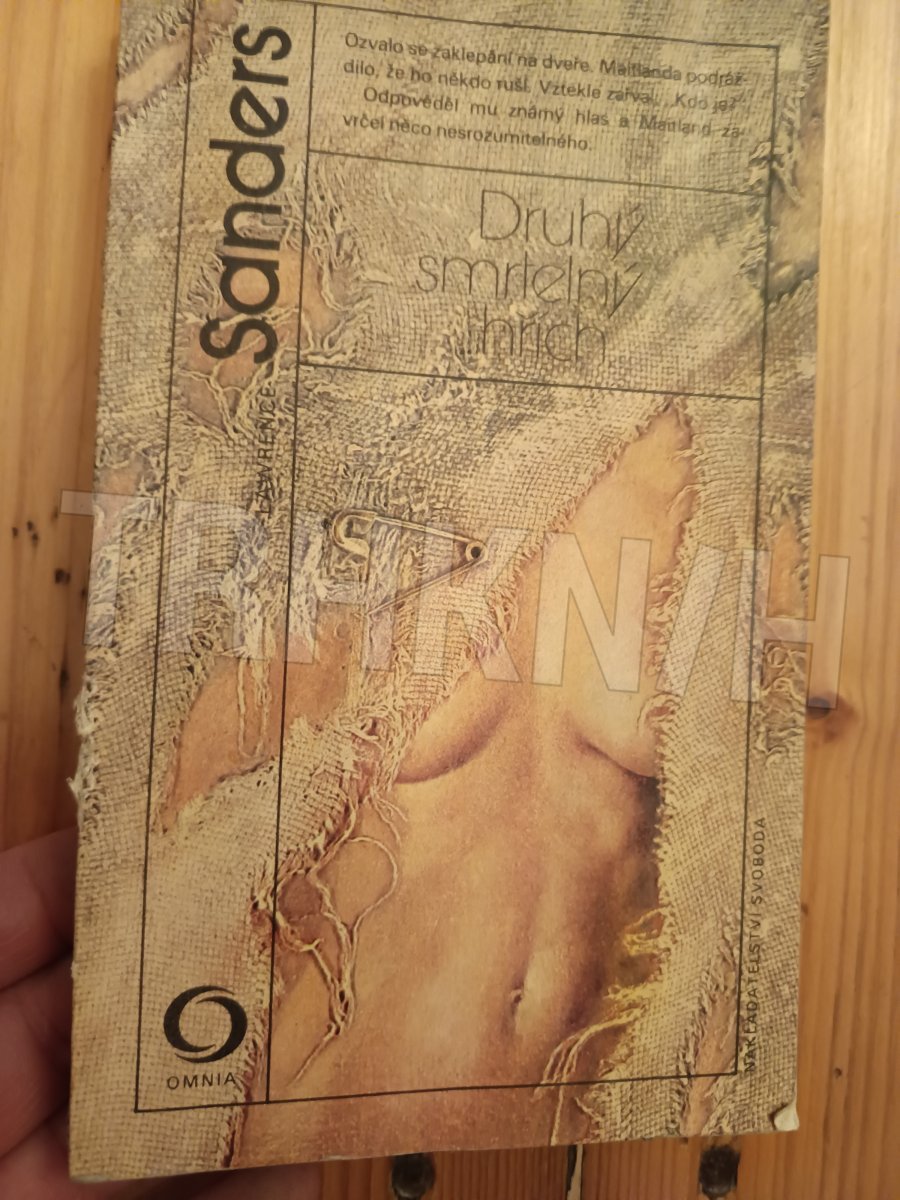 Sanders
LAWRENCE
Ozvalo se zaklepání na dveře. Maitlanda podráž-
dilo, že ho někdo ruší. Vztekle zařval: „Kdo je?“
Odpověděl mu známý hlas a Maitland za-
vrčel něco nesrozumitelného.
Druhý
smrtelný
hřích
OMNIA
NAKLADATELSTVÍ SVOBODA